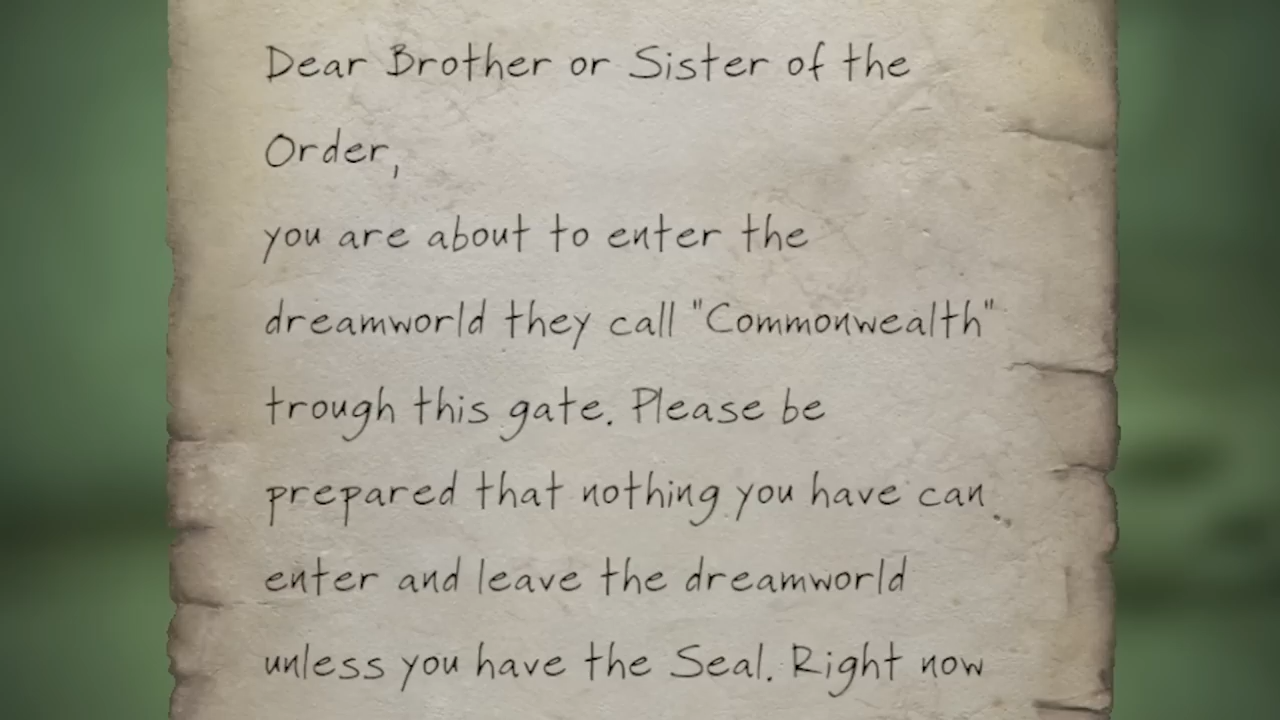 Dear Brother or Sister of the
Order,
you are about to enter the
dreamworld they call "Commonwealth"
trough this gate. Please be
prepared that nothing you have can
enter and leave the dreamworld
unless you have the Seal. Right now